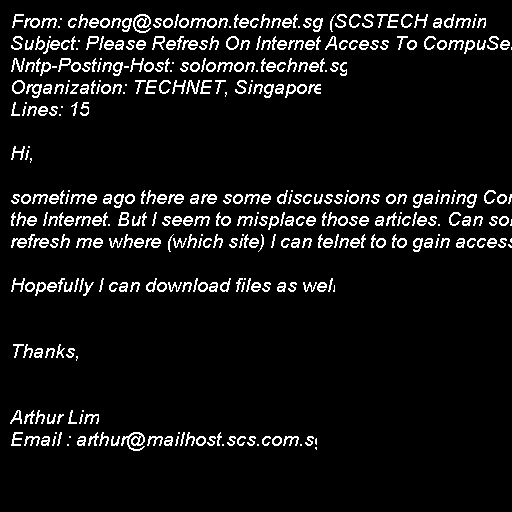 From: cheong@solomon.technet.sg (SCSTECH admin
Subject: Please Refresh On Internet Access To CompuSe
Nntp-Posting-Host: solomon.technet.sg
Organization: TECHNET, Singapore
Lines: 15
Hi,
sometime ago there are some discussions on gaining
the Internet. But I seem to misplace those articles. Can
refresh me where (which site) I can telnet to to gain access
Hopefully I can download files as well
Thanks,
Arthur Lim
Email : arthur@mailhost.scs.com.sg